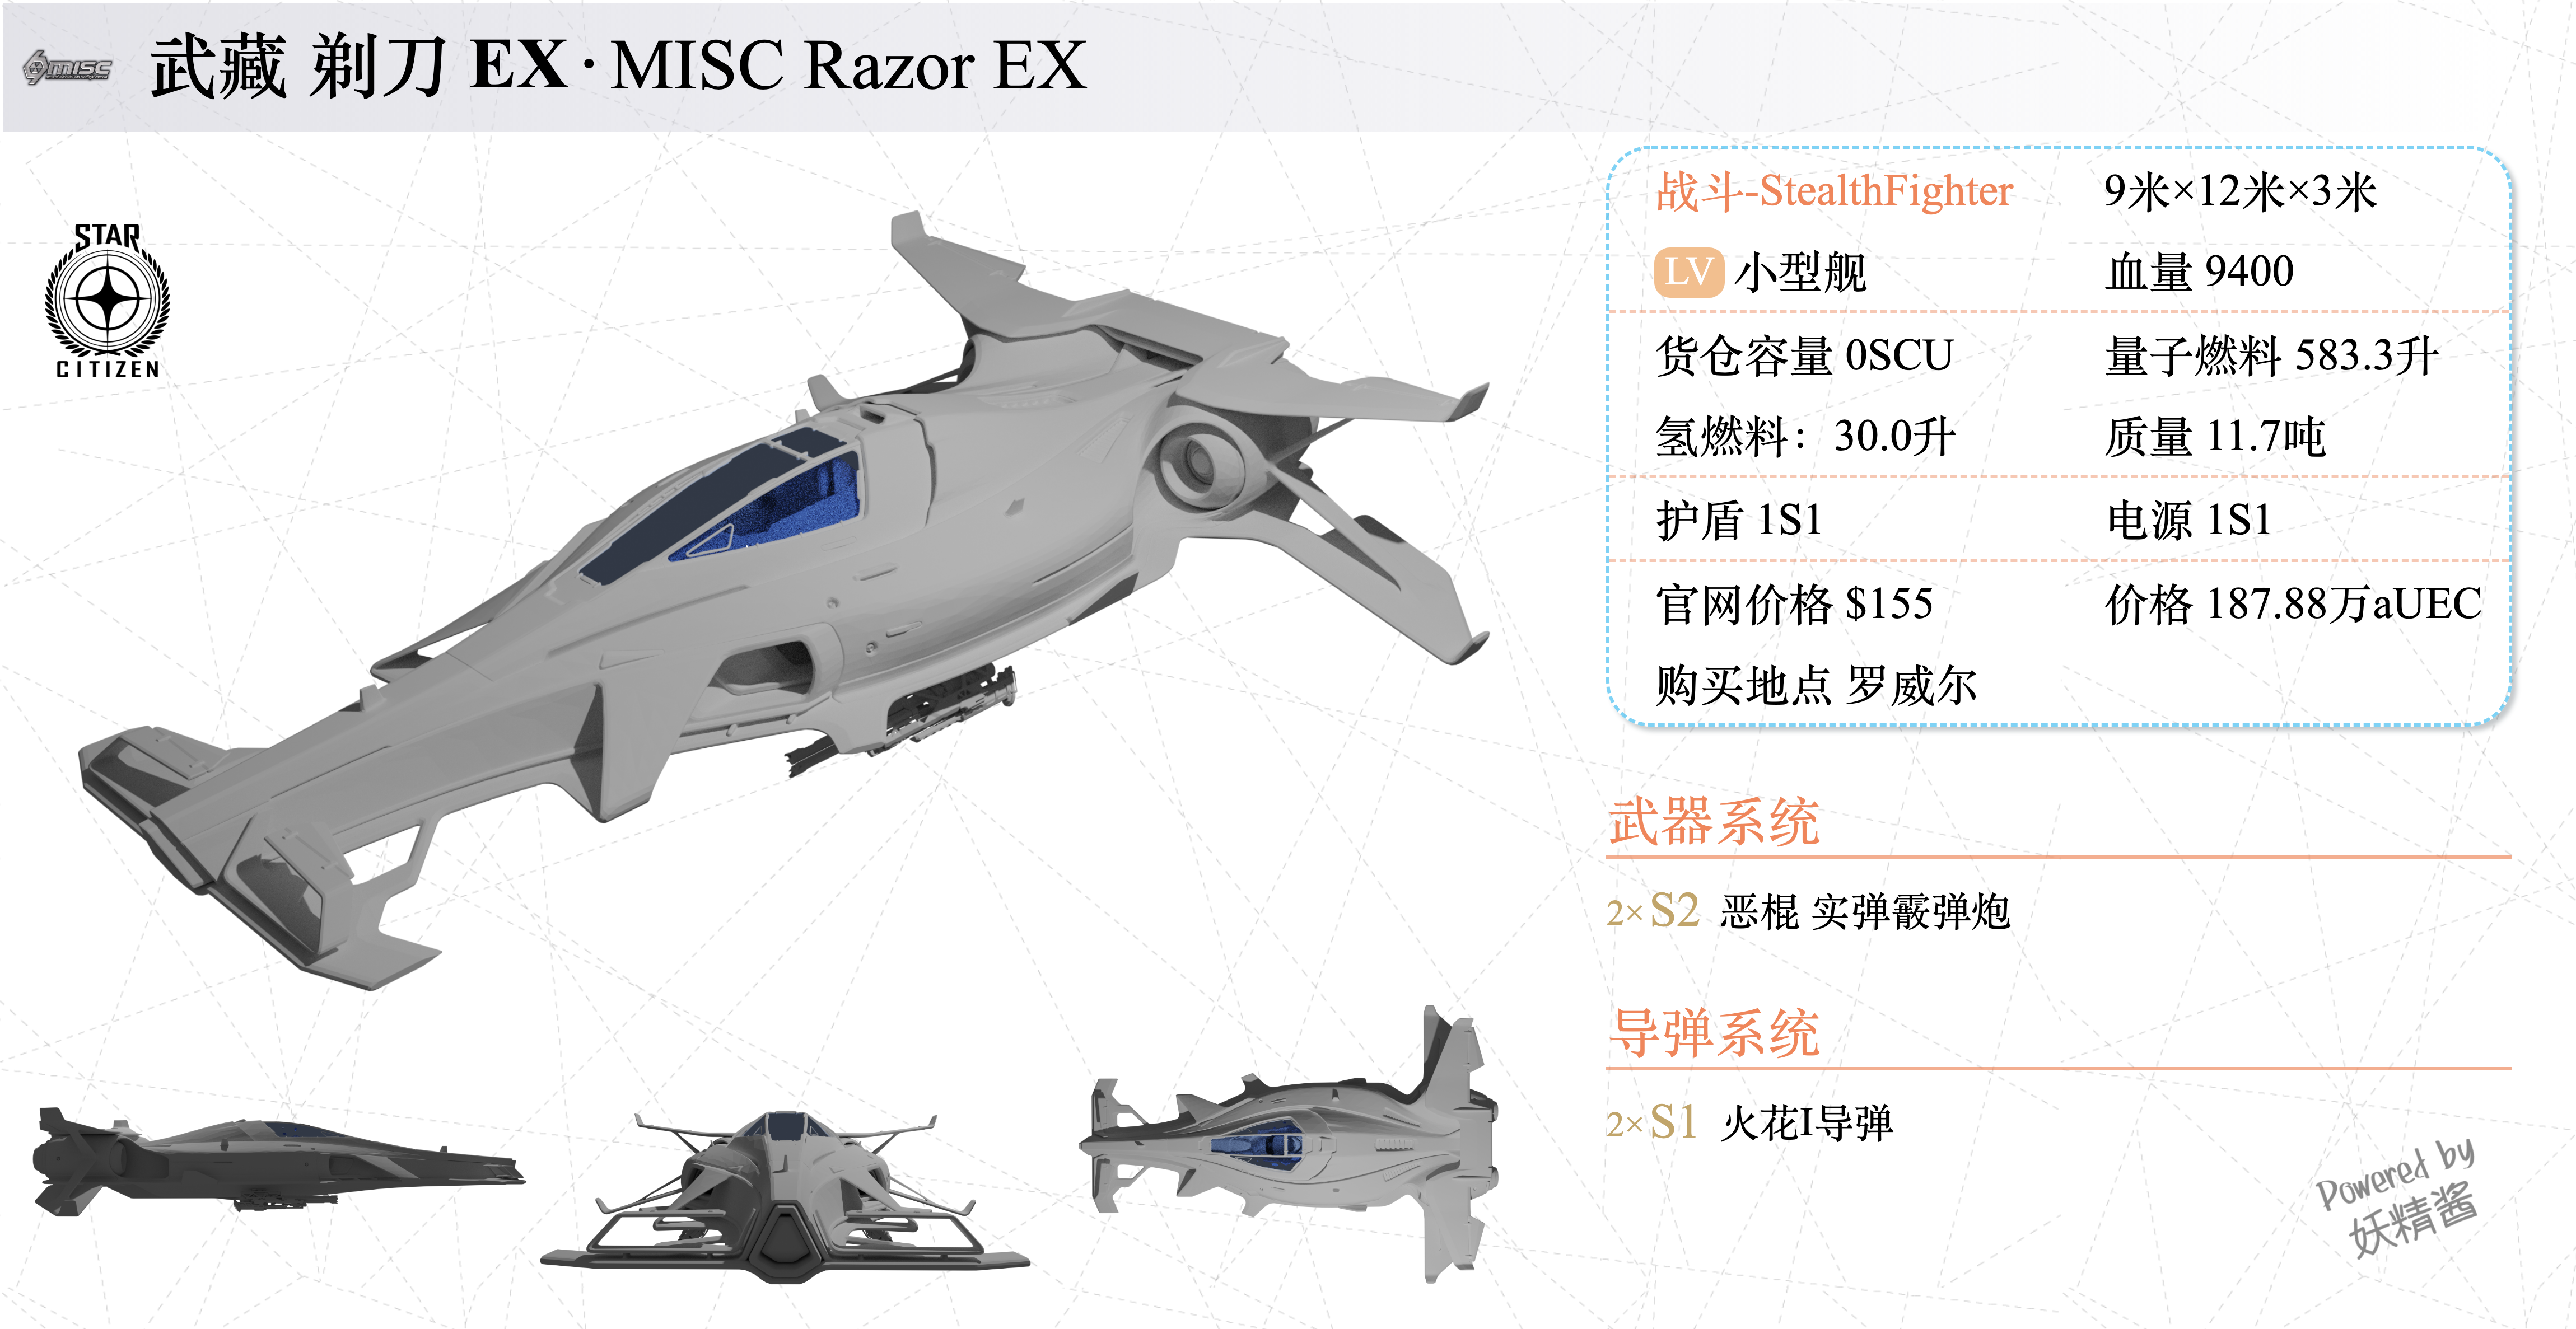 MISC 武藏 剃刀 EX · MISC Razor EX
STAR
CITIZEN
战斗-StealthFighter 9米×12米×3米
LV 小型舰 血量 9400
货仓容量 0SCU 量子燃料 583.3升
氢燃料：30.0升 质量 11.7吨
护盾 1S1 电源 1S1
官网价格 $155 价格 187.88万aUEC
购买地点 罗威尔
武器系统
2× S2 恶棍 实弹霰弹炮
导弹系统
2× S1 火花I导弹
Powered by
妖精酱